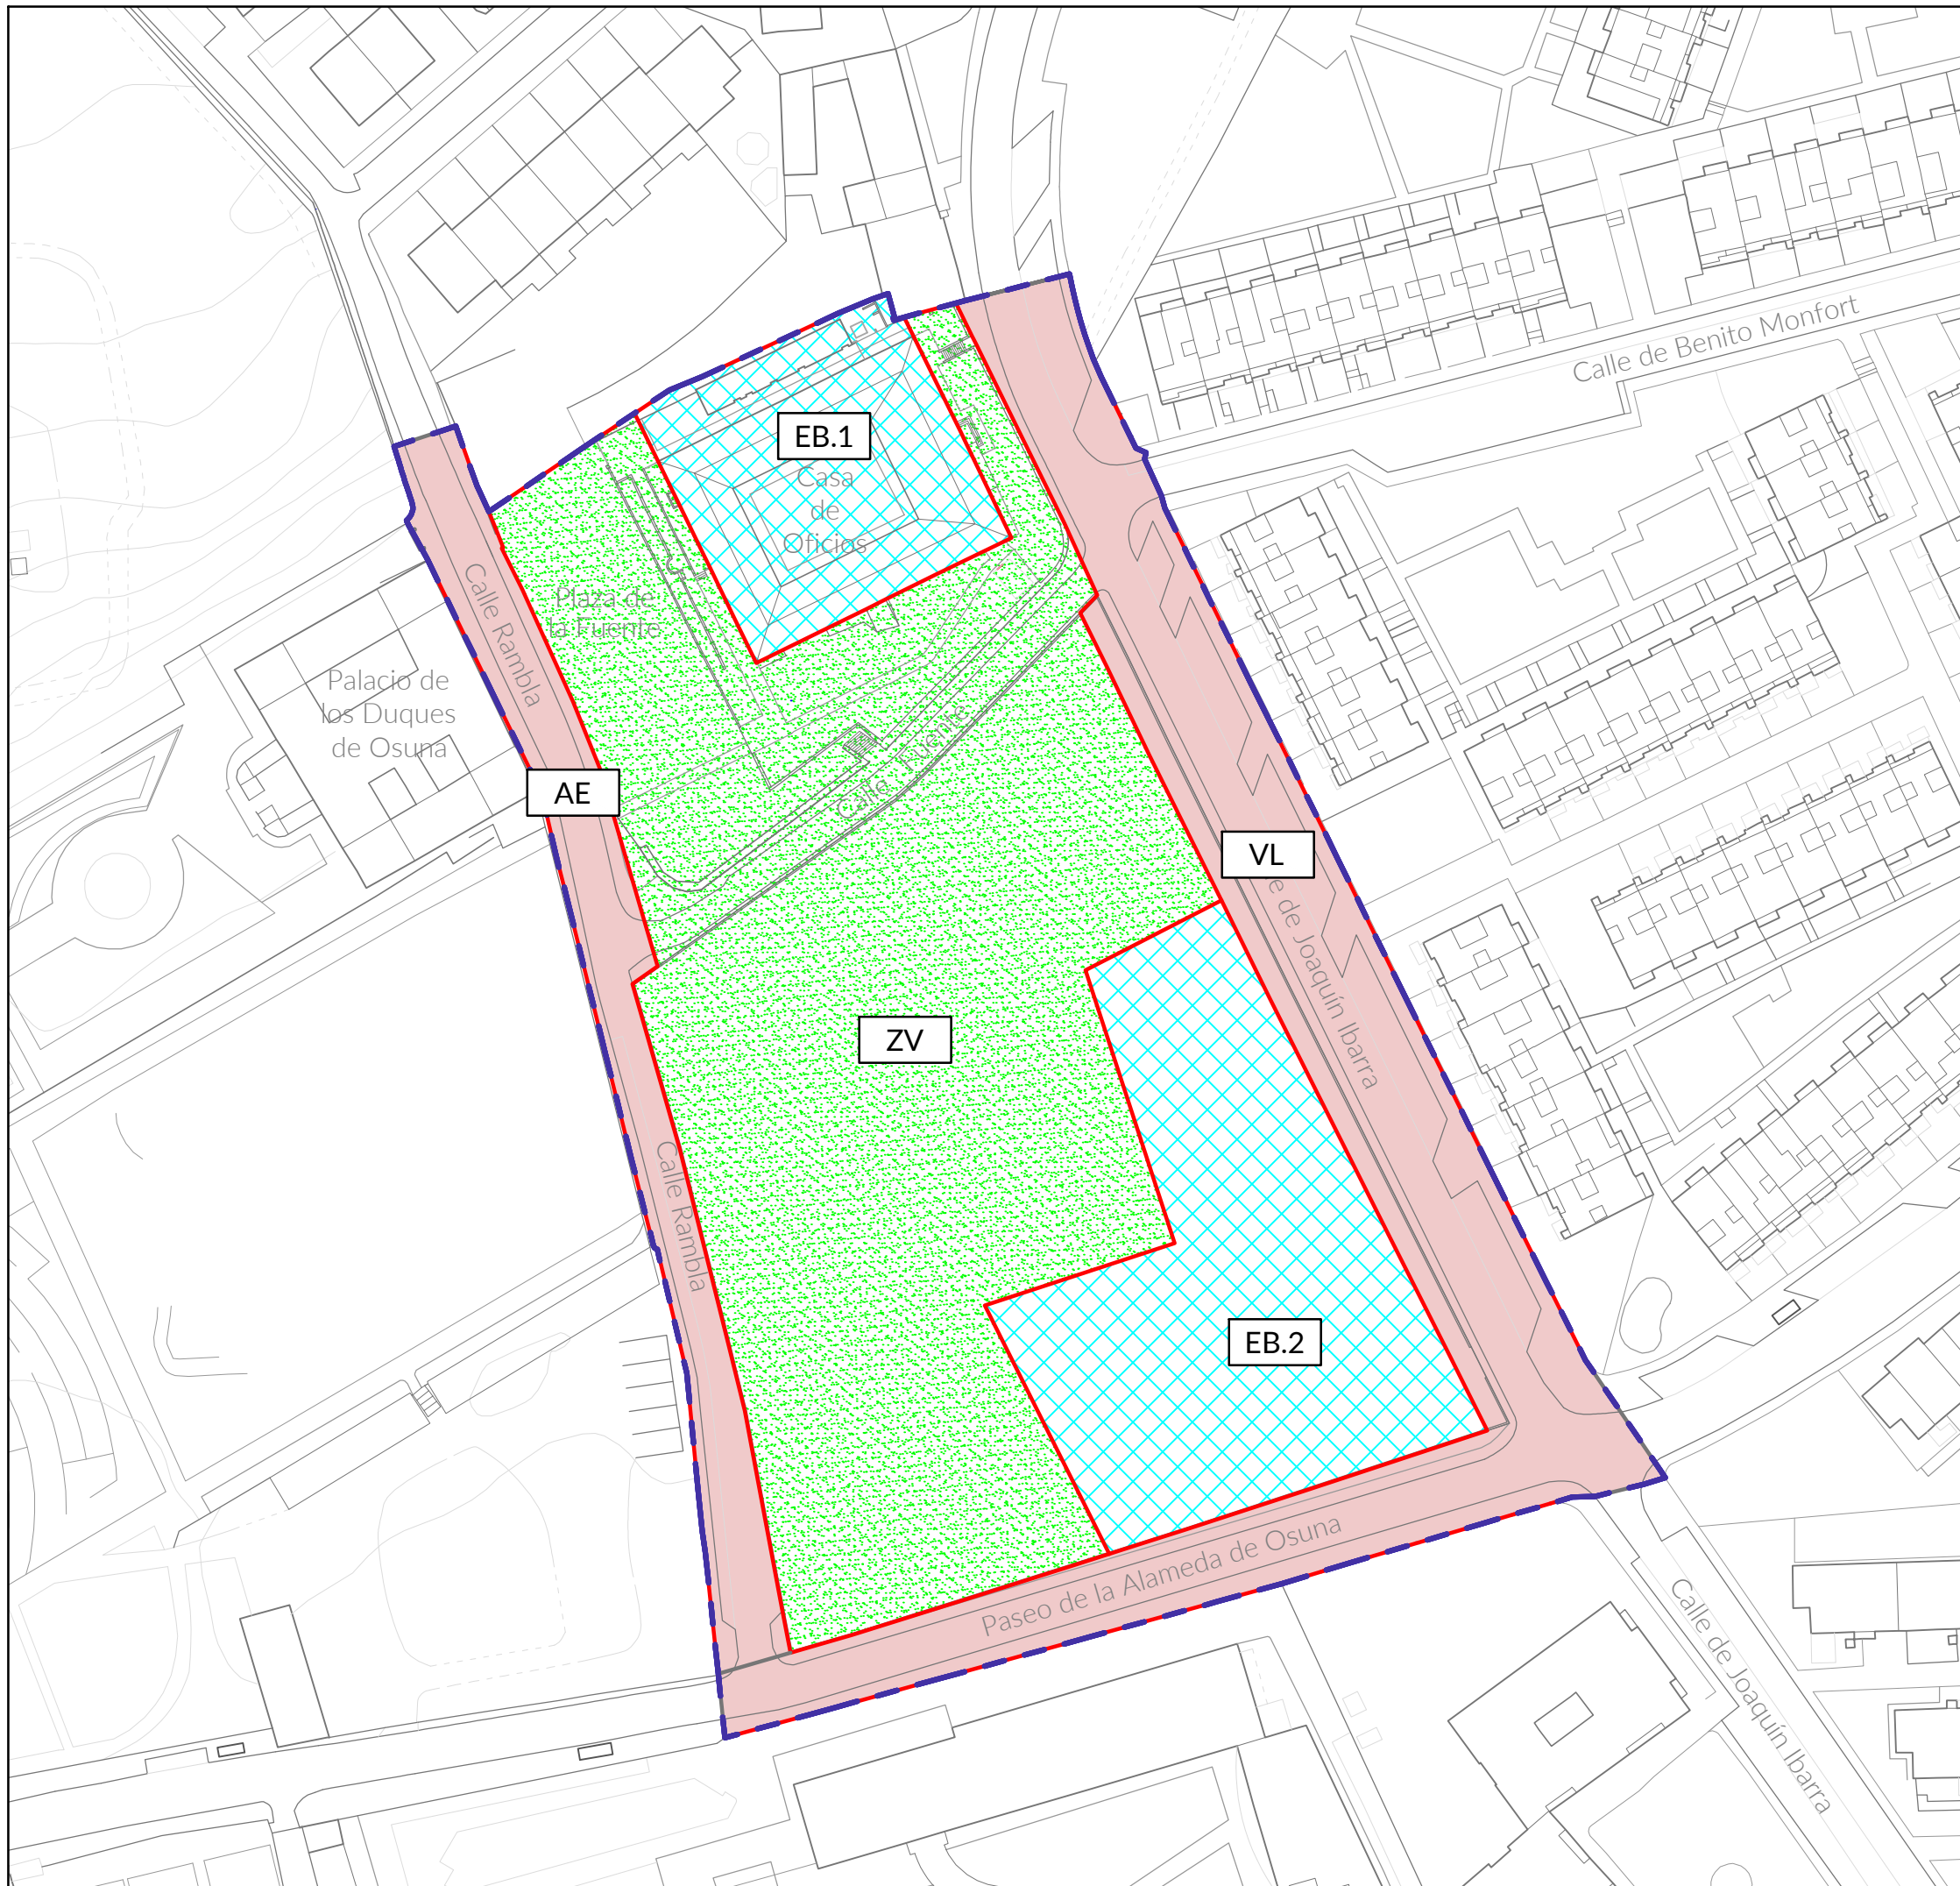 Calle de Benito Monfort
EB.1
Casa
de
Oficios
Calle Rambla
Plaza de
la Fuente
Palacio de
los Duques
de Osuna
Calle Fuente
AE
VL
de Joaquín Ibarra
ZV
Calle Rambla
EB.2
Paseo de la Alameda de Osuna
Calle de Joaquín Ibarra